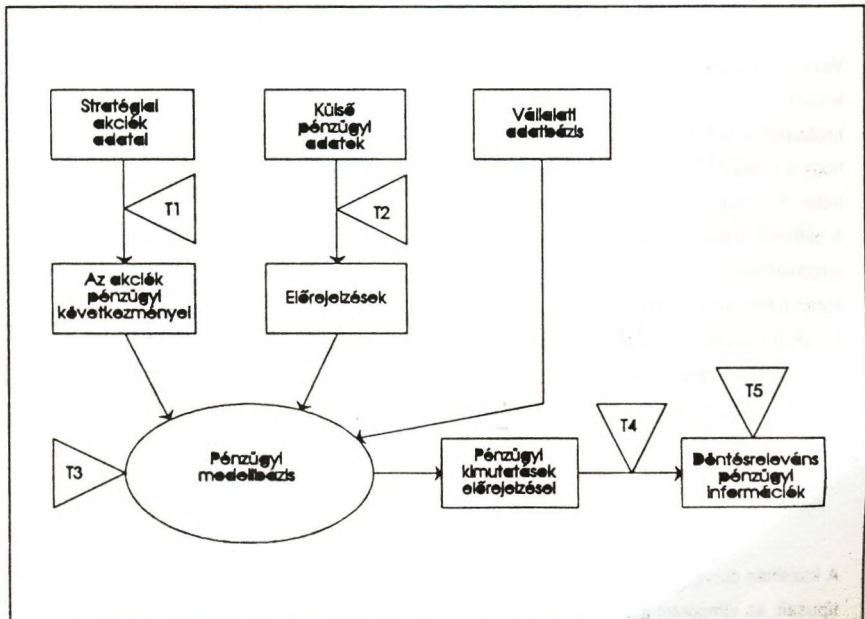 Stratégiai
akciók
adatai
Külső
pénzügyi
adatok
Vállalati
adatbázis
T1
T2
Az akciók
pénzügyi
következményei
Előrejelzések
T3
Pénzügyi
modellbázis
Pénzügyi
kimutatások
előrejelzései
T4
T5
Döntésreleváns
pénzügyi
információk